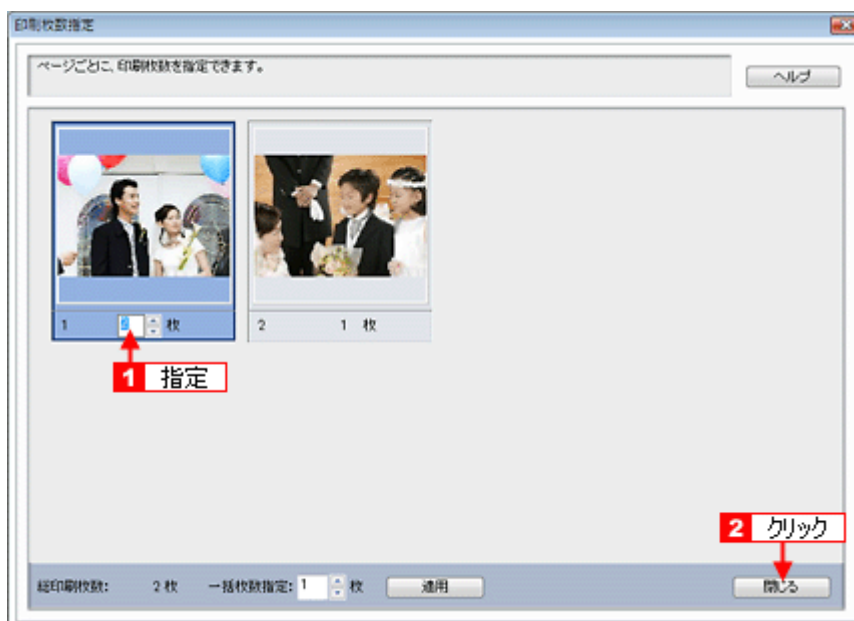 印刷枚数指定
ページごとに、印刷枚数を指定できます。
ヘルプ
1 2 枚
2 1 枚
1 指定
2 クリック
総印刷枚数: 2 枚 一括枚数指定: 1 枚 適用 閉じる